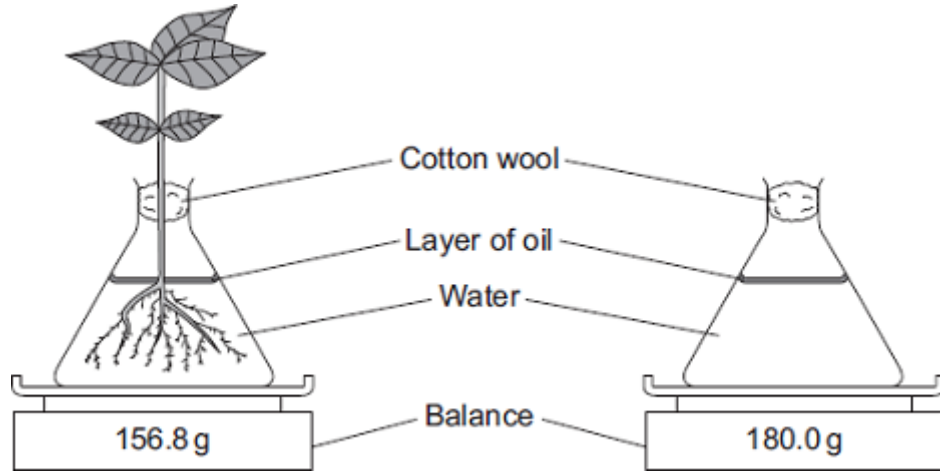 Cotton wool
Layer of oil
Water
Balance
156.8 g
180.0 g